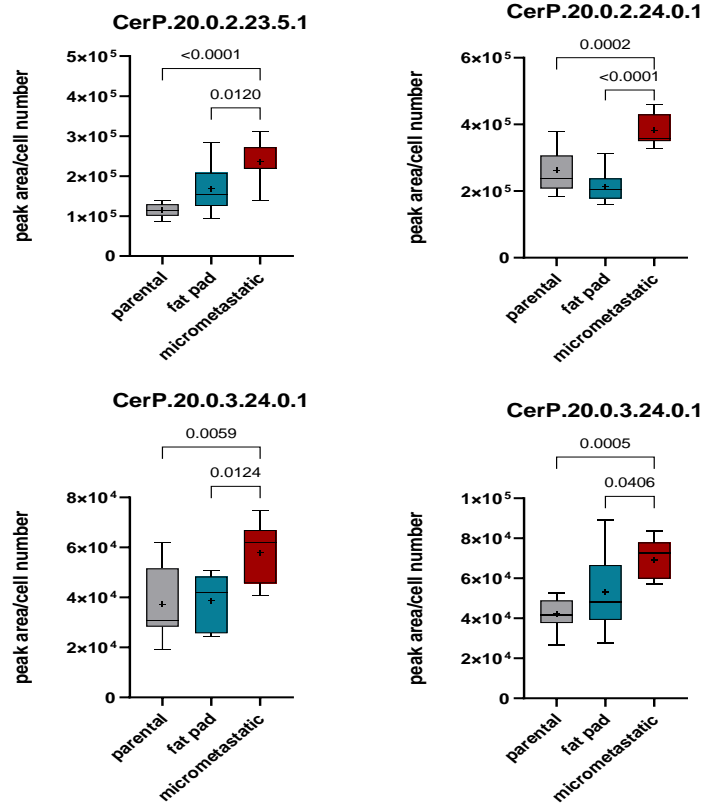 CerP.20.0.2.23.5.1
5×10⁵
4×10⁵
3×10⁵
2×10⁵
1×10⁵
0
<0.0001
0.0120
peak area/cell number
parental
fat pad
micrometastatic
CerP.20.0.2.24.0.1
6×10⁵
4×10⁵
2×10⁵
0
0.0002
<0.0001
peak area/cell number
parental
fat pad
micrometastatic
CerP.20.0.3.24.0.1
8×10⁴
6×10⁴
4×10⁴
2×10⁴
0
0.0059
0.0124
peak area/cell number
parental
fat pad
micrometastatic
CerP.20.0.3.24.0.1
1×10⁵
8×10⁴
6×10⁴
4×10⁴
2×10⁴
0
0.0005
0.0406
peak area/cell number
parental
fat pad
micrometastatic